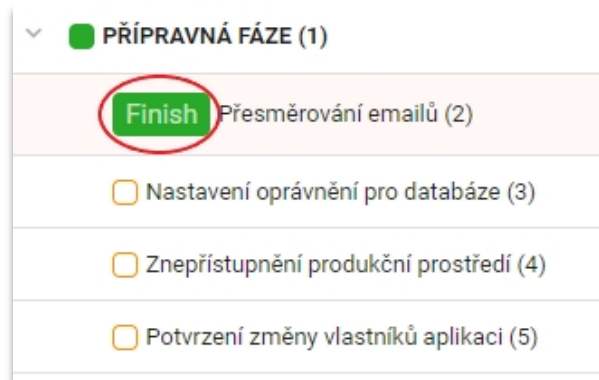 PŘÍPRAVNÁ FÁZE (1)
Finish Přesměrování emailů (2)
Nastavení oprávnění pro databáze (3)
Znepřístupnění produkční prostředí (4)
Potvrzení změny vlastníků aplikaci (5)